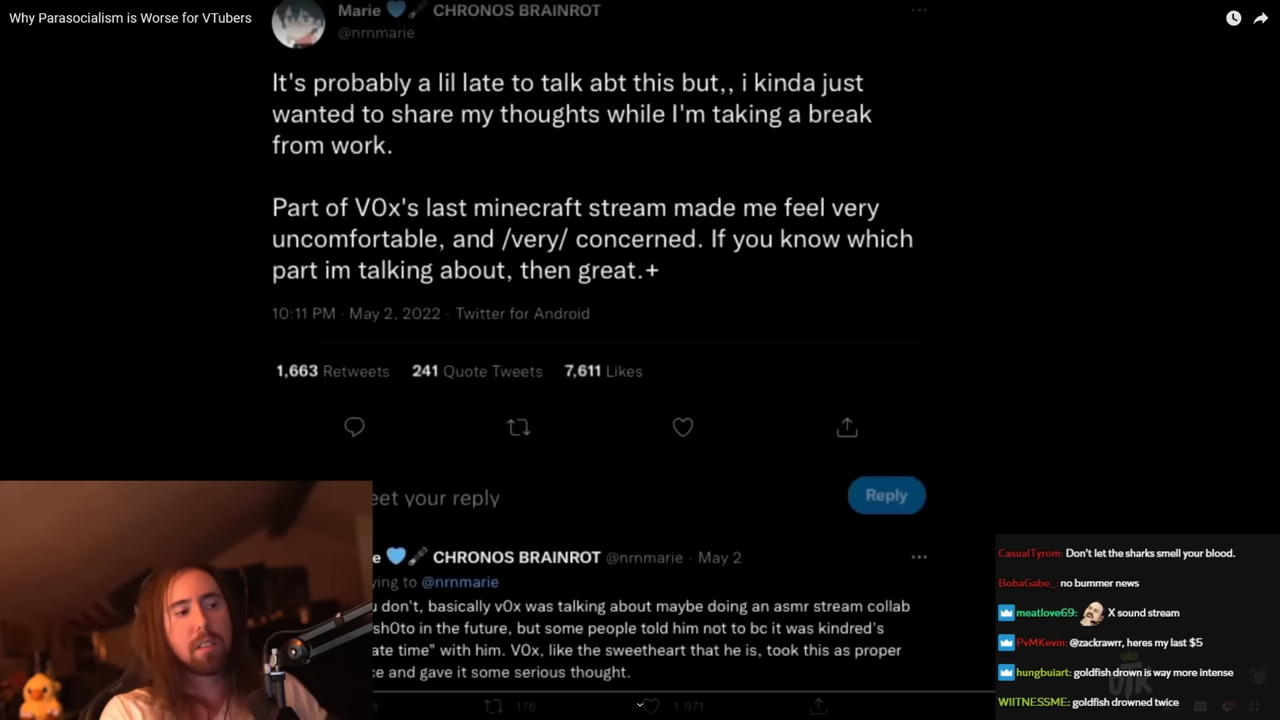 Why Parasocialism is Worse for VTubers
Marie 💙🎤 CHRONOS BRAINROT
@nrnmarie
It's probably a lil late to talk abt this but,, i kinda just
wanted to share my thoughts while I'm taking a break
from work.
Part of V0x's last minecraft stream made me feel very
uncomfortable, and /very/ concerned. If you know which
part im talking about, then great.+
10:11 PM · May 2, 2022 · Twitter for Android
1,663 Retweets 241 Quote Tweets 7,611 Likes
eet your reply
Reply
e 💙🎤 CHRONOS BRAINROT @nrnmarie · May 2
ying to @nrnmarie
u don't, basically v0x was talking about maybe doing an asmr stream collab
sh0to in the future, but some people told him not to bc it was kindred's
ate time" with him. V0x, like the sweetheart that he is, took this as proper
ce and gave it some serious thought.
176 1,971
CasualTyrom: Don't let the sharks smell your blood.
BobaGabe_: no bummer news
meatlove69: X sound stream
PvMKevin: @zackrawrr, heres my last $5
hungbuiart: goldfish drown is way more intense
WIITNESSME: goldfish drowned twice